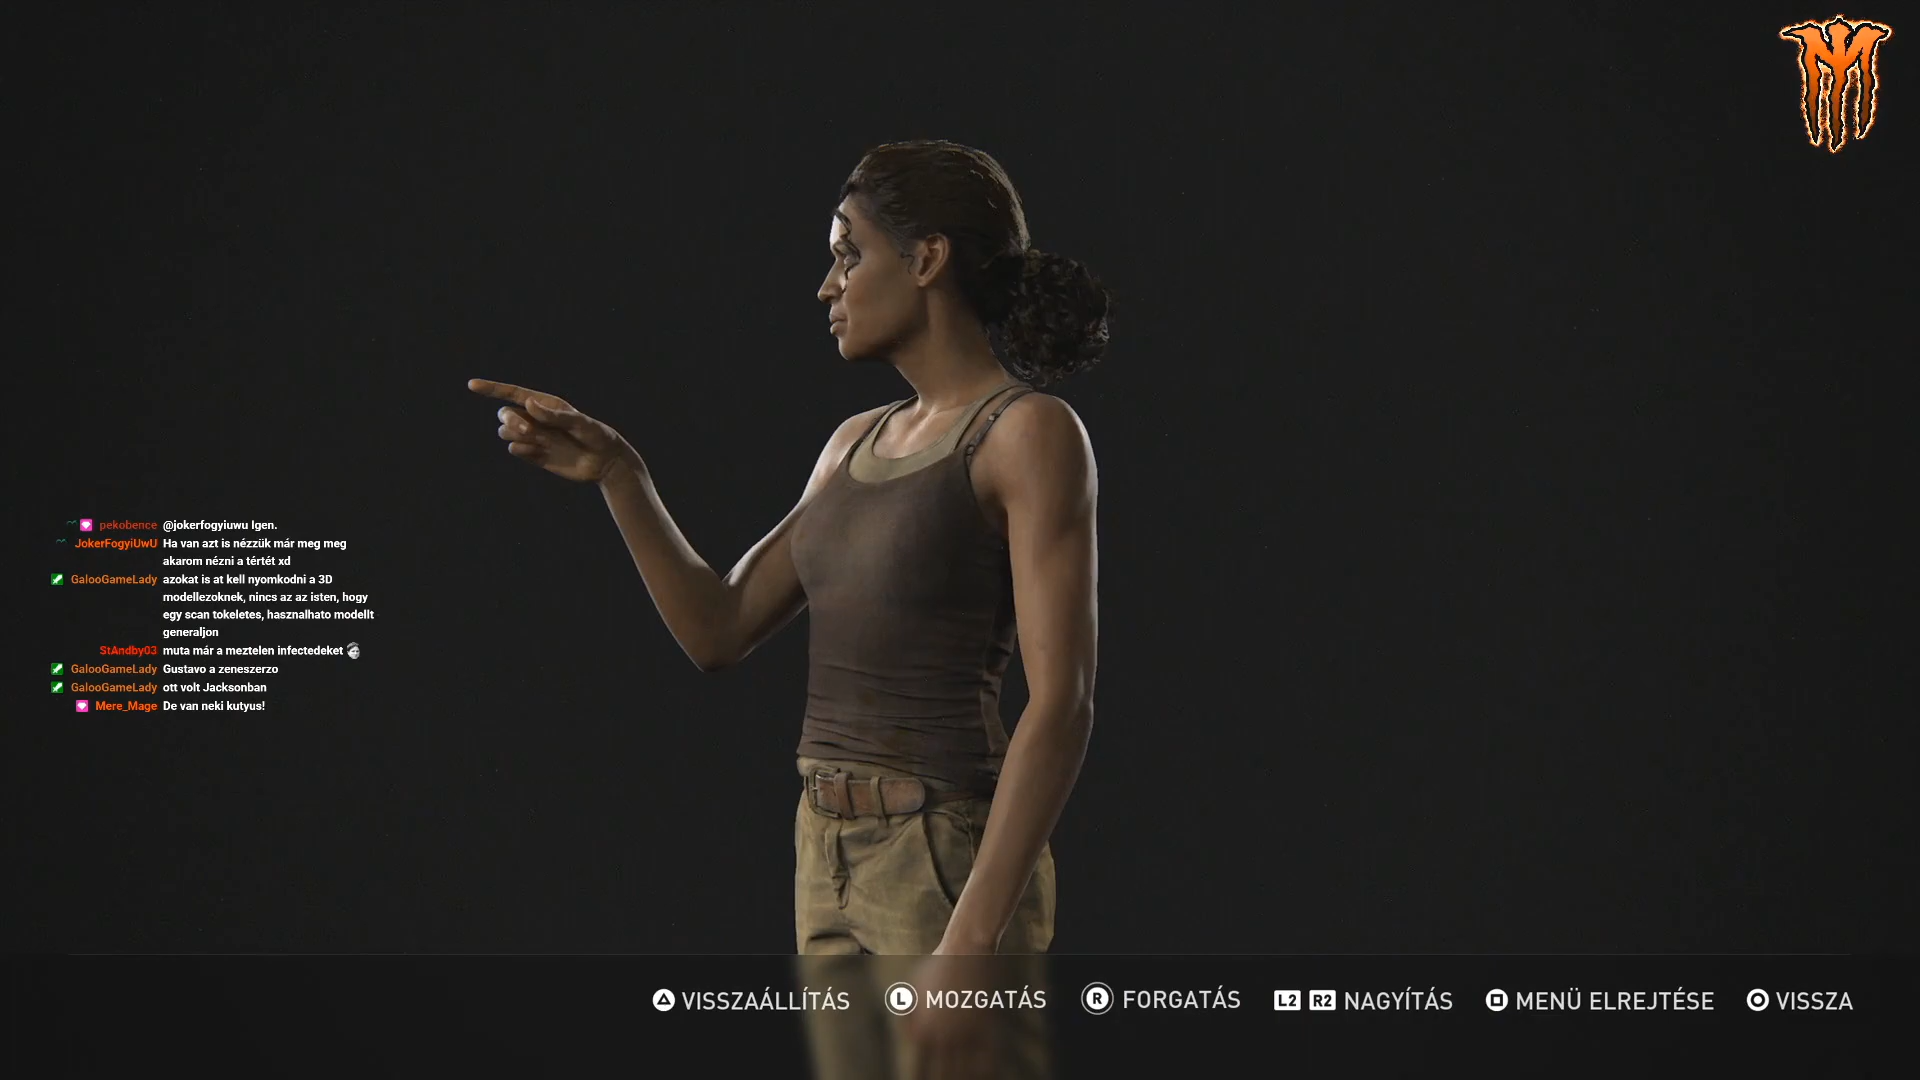 pekobence @jokerfogyiuwu Igen.
JokerFogyiUwU Ha van azt is nézzük már meg meg
akarom nézni a tértét xd
GalooGameLady azokat is at kell nyomkodni a 3D
modellezoknek, nincs az az isten, hogy
egy scan tokeletes, hasznalhato modellt
generaljon
StAndby03 muta már a meztelen infectedeket
GalooGameLady Gustavo a zeneszerzo
GalooGameLady ott volt Jacksonban
Mere_Mage De van neki kutyus!
VISSZAÁLLÍTÁS L MOZGATÁS R FORGATÁS L2 R2 NAGYÍTÁS MENÜ ELREJTÉSE VISSZA